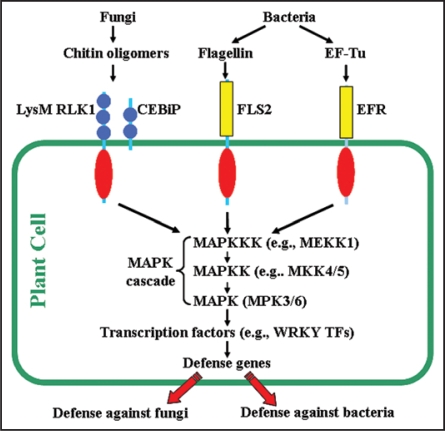 Fungi
Bacteria
Chitin oligomers
Flagellin
EF-Tu
LysM RLK1
CEBiP
FLS2
EFR
Plant Cell
MAPK
cascade
MAPKKK (e.g., MEKK1)
MAPKK (e.g.. MKK4/5)
MAPK (MPK3/6)
Transcription factors (e.g., WRKY TFs)
Defense genes
Defense against fungi
Defense against bacteria